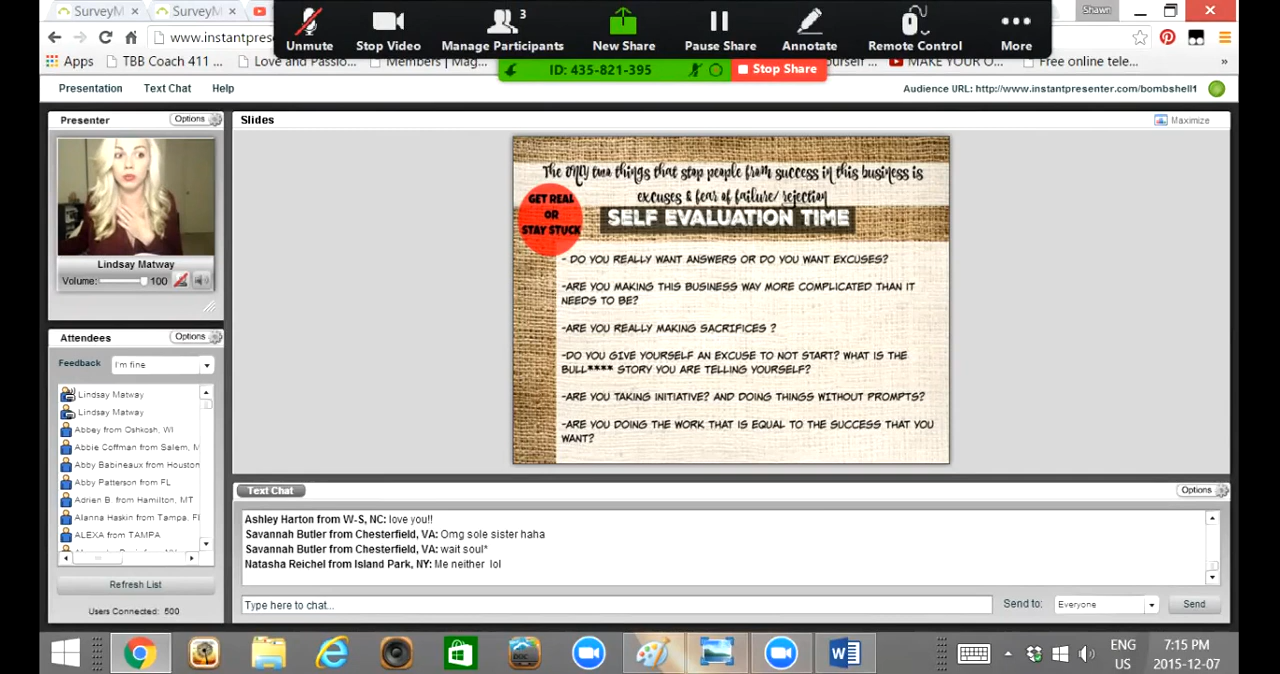 SurveyM
SurveyM
Shawn
www.instantprese
Unmute
Stop Video
3
Manage Participants
New Share
Pause Share
Annotate
Remote Control
More
Apps
TBB Coach 411 ...
Love and Passio...
Members | Mag...
ID: 435-821-395
Stop Share
ourself ...
MAKE YOUR O...
Free online tele...
»
Presentation
Text Chat
Help
Audience URL: http://www.instantpresenter.com/bombshell1
Presenter
Options
Lindsay Matway
Volume:
100
Slides
Maximize
The ONLY two things that stop people from success in this business is
excuses & fear of failure/ rejection
GET REAL
OR
STAY STUCK
SELF EVALUATION TIME
- DO YOU REALLY WANT ANSWERS OR DO YOU WANT EXCUSES?
-ARE YOU MAKING THIS BUSINESS WAY MORE COMPLICATED THAN IT
NEEDS TO BE?
-ARE YOU REALLY MAKING SACRIFICES ?
-DO YOU GIVE YOURSELF AN EXCUSE TO NOT START? WHAT IS THE
BULL**** STORY YOU ARE TELLING YOURSELF?
-ARE YOU TAKING INITIATIVE? AND DOING THINGS WITHOUT PROMPTS?
-ARE YOU DOING THE WORK THAT IS EQUAL TO THE SUCCESS THAT YOU
WANT?
Attendees
Options
Feedback
I'm fine
Lindsay Matway
Lindsay Matway
Abbey from Oshkosh, WI
Abbie Coffman from Salem, M
Abby Babineaux from Houston
Abby Patterson from FL
Adrien B. from Hamilton, MT
Alanna Haskin from Tampa, FL
ALEXA from TAMPA
Refresh List
Users Connected: 500
Text Chat
Options
Ashley Harton from W-S, NC: love you!!
Savannah Butler from Chesterfield, VA: Omg sole sister haha
Savannah Butler from Chesterfield, VA: wait soul*
Natasha Reichel from Island Park, NY: Me neither lol
Type here to chat...
Send to:
Everyone
Send
DOC
ENG
US
7:15 PM
2015-12-07